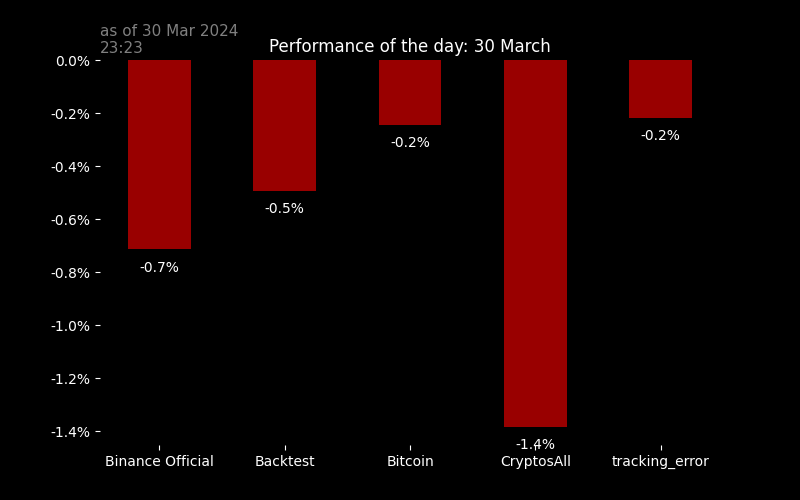 as of 30 Mar 2024
23:23
Performance of the day: 30 March
0.0%
-0.2%
-0.4%
-0.6%
-0.8%
-1.0%
-1.2%
-1.4%
-0.7%
-0.5%
-0.2%
-1.4%
-0.2%
Binance Official
Backtest
Bitcoin
CryptosAll
tracking_error